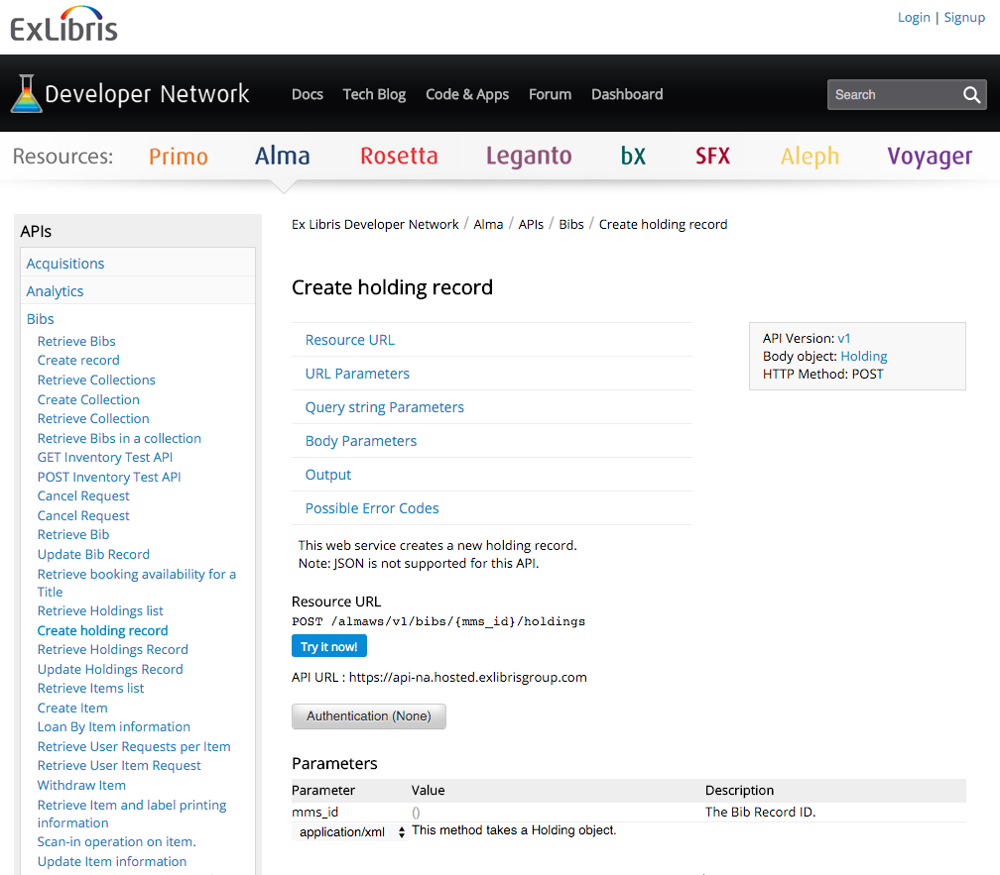 ExLibris
Login | Signup
Developer Network
Docs Tech Blog Code & Apps Forum Dashboard
Search
Resources: Primo Alma Rosetta Leganto bX SFX Aleph Voyager
APIs
Acquisitions
Analytics
Bibs
Retrieve Bibs
Create record
Retrieve Collections
Create Collection
Retrieve Collection
Retrieve Bibs in a collection
GET Inventory Test API
POST Inventory Test API
Cancel Request
Cancel Request
Retrieve Bib
Update Bib Record
Retrieve booking availability for a
Title
Retrieve Holdings list
Create holding record
Retrieve Holdings Record
Update Holdings Record
Retrieve Items list
Create Item
Loan By Item information
Retrieve User Requests per Item
Retrieve User Item Request
Withdraw Item
Retrieve Item and label printing
information
Scan-in operation on item.
Update Item information
Ex Libris Developer Network / Alma / APIs / Bibs / Create holding record
Create holding record
Resource URL
URL Parameters
Query string Parameters
Body Parameters
Output
Possible Error Codes
API Version: v1
Body object: Holding
HTTP Method: POST
This web service creates a new holding record.
Note: JSON is not supported for this API.
Resource URL
POST /almaws/v1/bibs/{mms_id}/holdings
Try it now!
API URL : https://api-na.hosted.exlibrisgroup.com
Authentication (None)
Parameters
Parameter Value Description
mms_id () The Bib Record ID.
application/xml This method takes a Holding object.